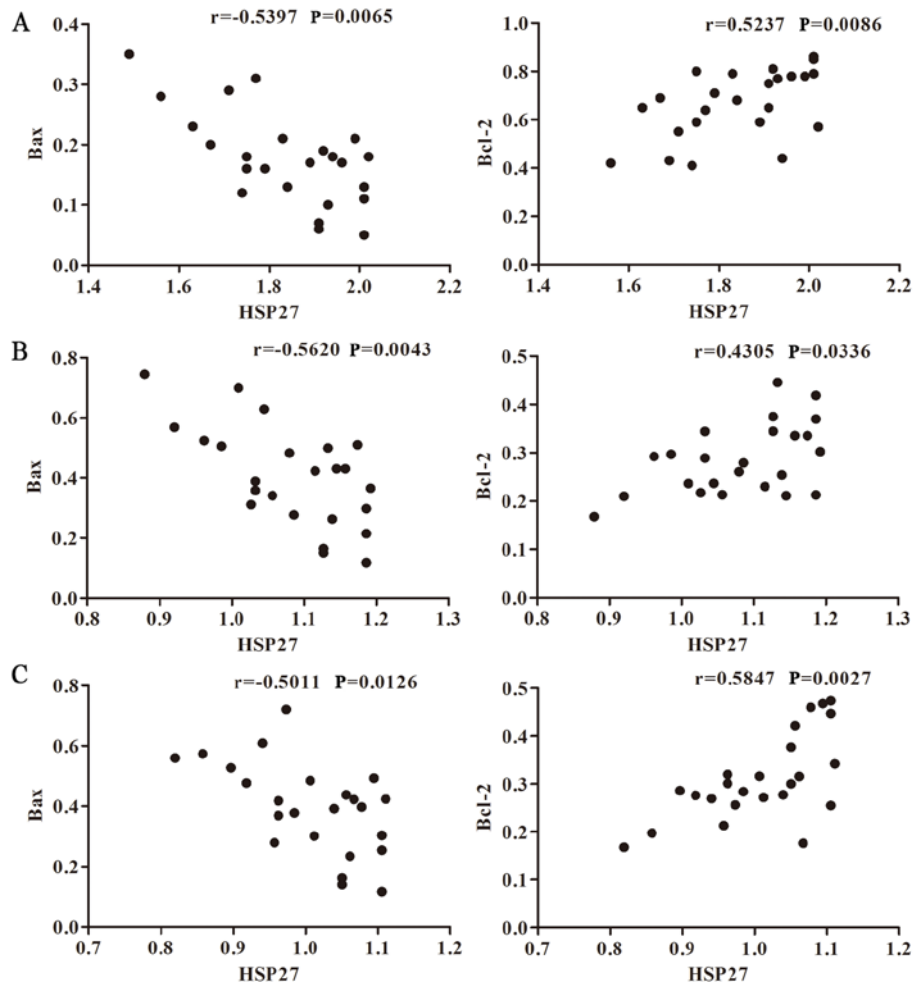 A
r=-0.5397 P=0.0065
Bax
0.4
0.3
0.2
0.1
0.0
1.4 1.6 1.8 2.0 2.2
HSP27
r=0.5237 P=0.0086
Bcl-2
1.0
0.8
0.6
0.4
0.2
0.0
1.4 1.6 1.8 2.0 2.2
HSP27
B
r=-0.5620 P=0.0043
Bax
0.8
0.6
0.4
0.2
0.0
0.8 0.9 1.0 1.1 1.2 1.3
HSP27
r=0.4305 P=0.0336
Bcl-2
0.5
0.4
0.3
0.2
0.1
0.0
0.8 0.9 1.0 1.1 1.2 1.3
HSP27
C
r=-0.5011 P=0.0126
Bax
0.8
0.6
0.4
0.2
0.0
0.7 0.8 0.9 1.0 1.1 1.2
HSP27
r=0.5847 P=0.0027
Bcl-2
0.5
0.4
0.3
0.2
0.1
0.0
0.7 0.8 0.9 1.0 1.1 1.2
HSP27